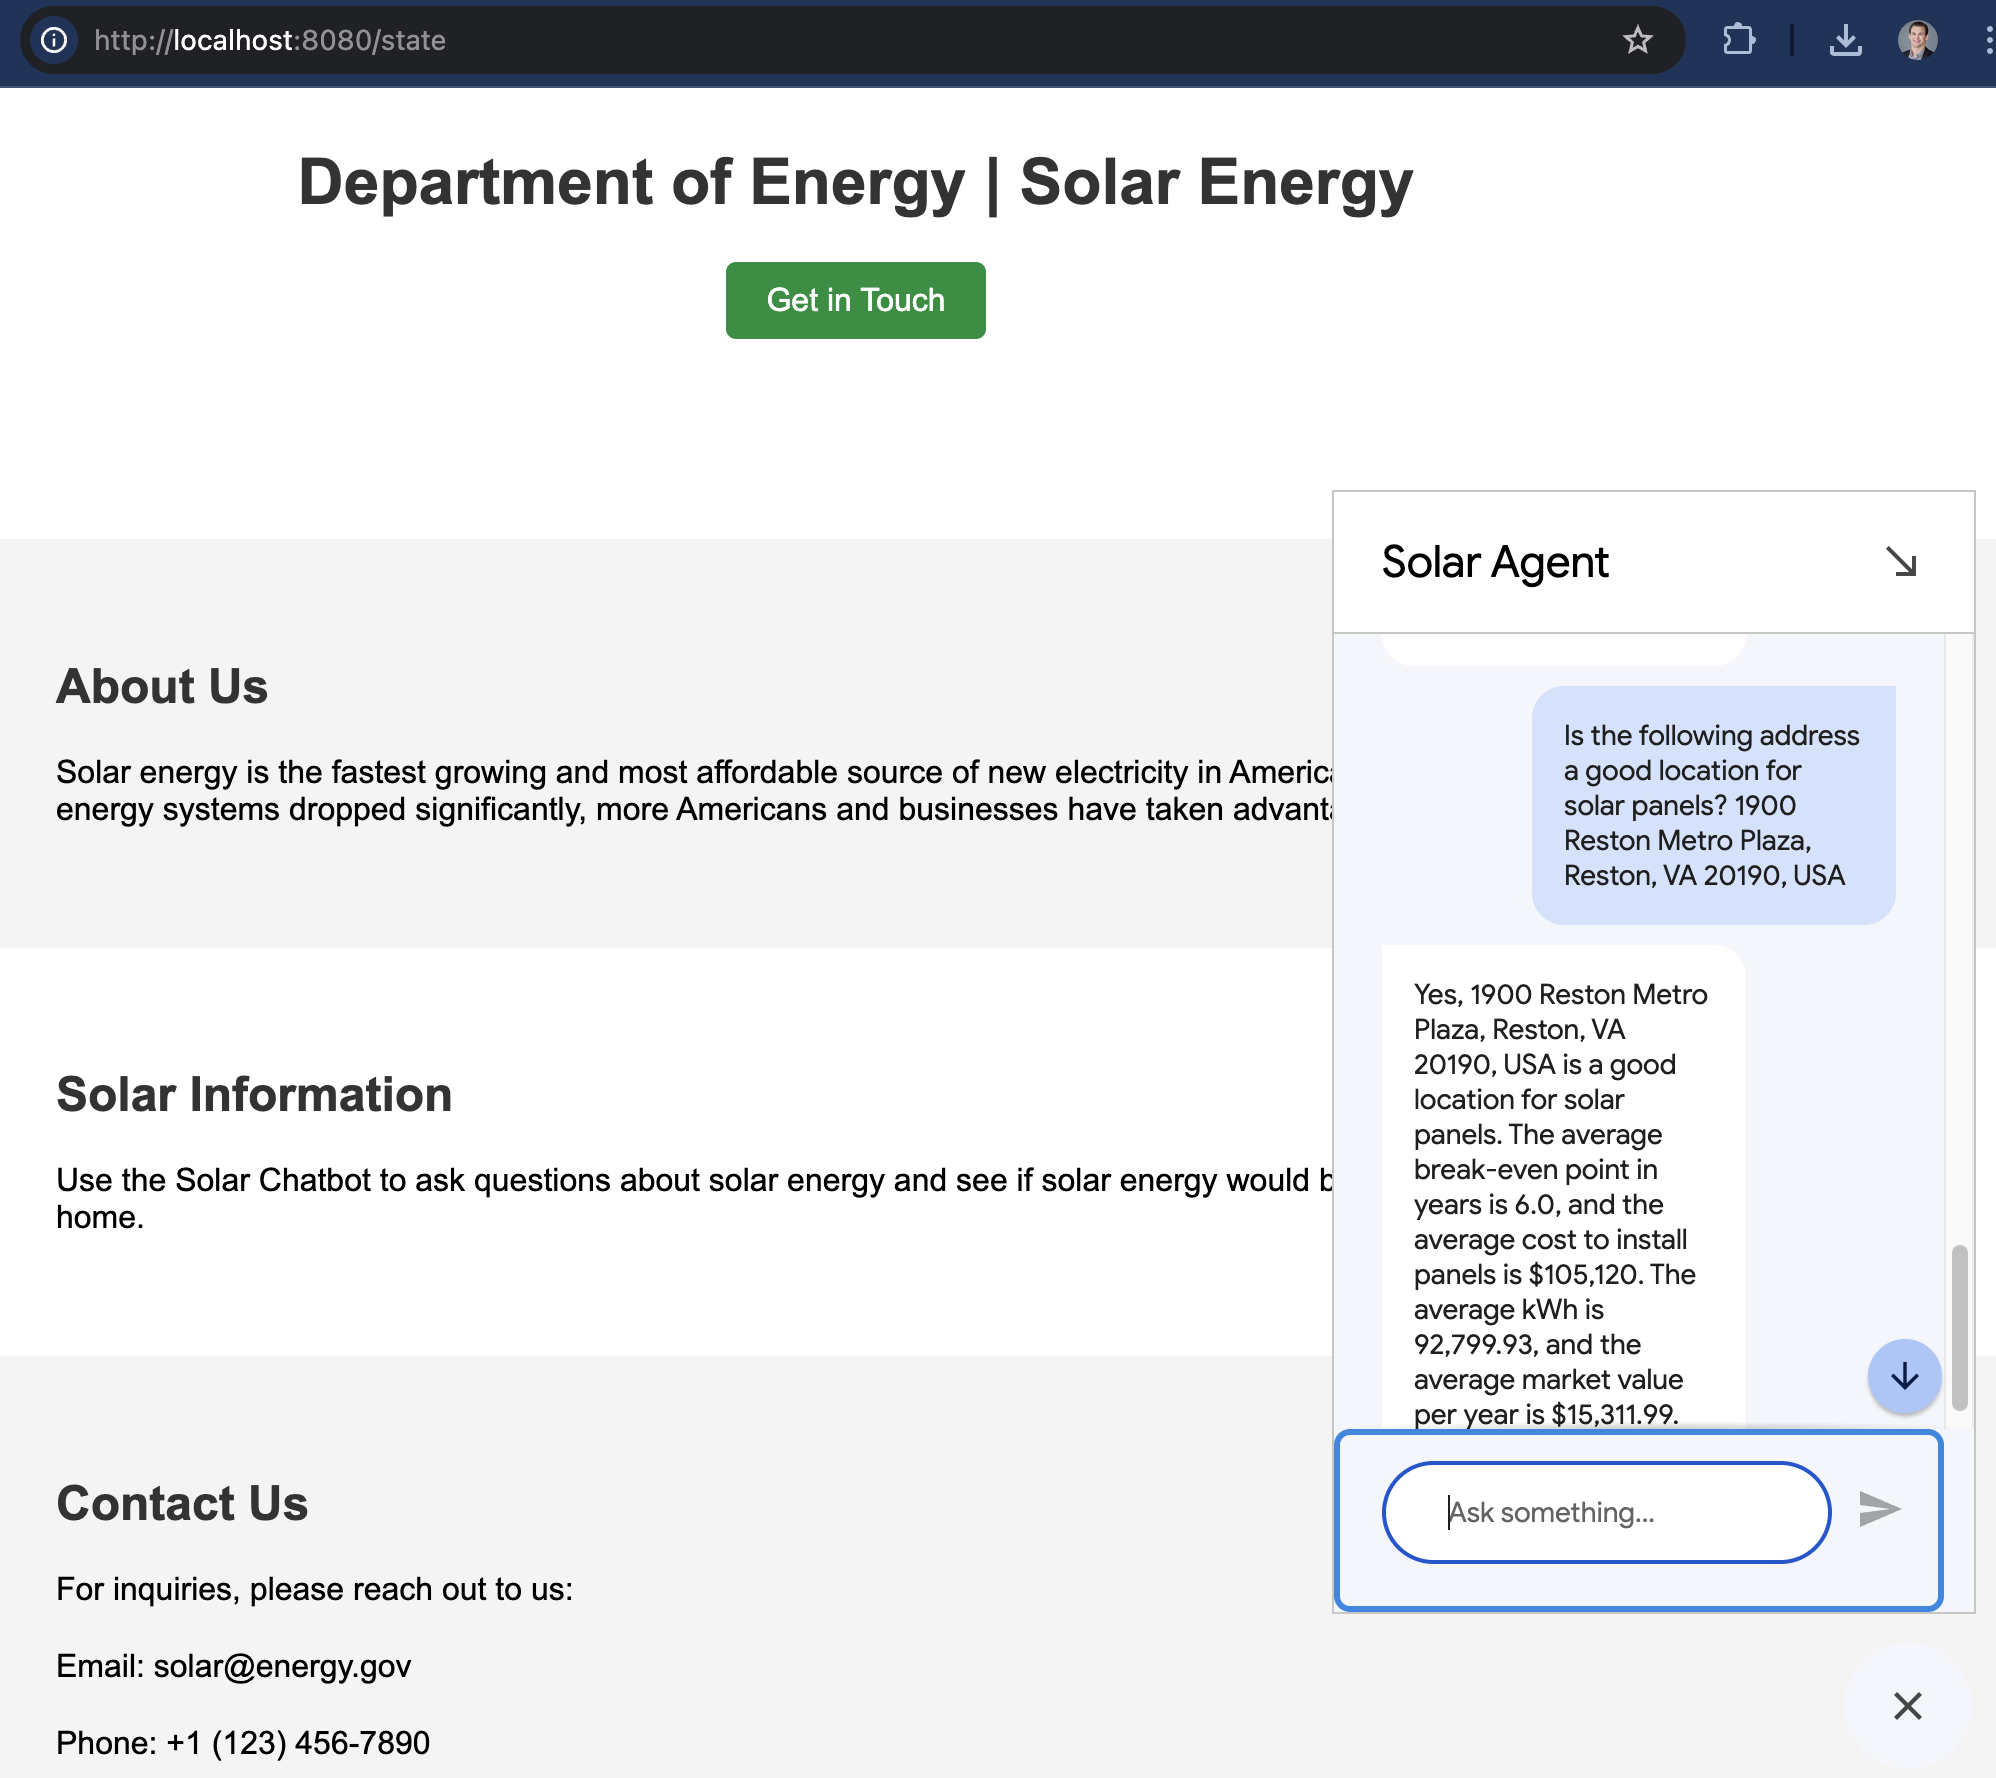 http://localhost:8080/state
Department of Energy | Solar Energy
Get in Touch
About Us
Solar energy is the fastest growing and most affordable source of new electricity in
energy systems dropped significantly, more Americans and businesses have taken
Solar Information
Use the Solar Chatbot to ask questions about solar energy and see if solar energy would
home.
Contact Us
For inquiries, please reach out to us:
Email: solar@energy.gov
Phone: +1 (123) 456-7890
Solar Agent
Is the following address
a good location for
solar panels? 1900
Reston Metro Plaza,
Reston, VA 20190, USA
Yes, 1900 Reston Metro
Plaza, Reston, VA
20190, USA is a good
location for solar
panels. The average
break-even point in
years is 6.0, and the
average cost to install
panels is $105,120. The
average kWh is
92,799.93, and the
average market value
per year is $15,311.99.
Ask something...